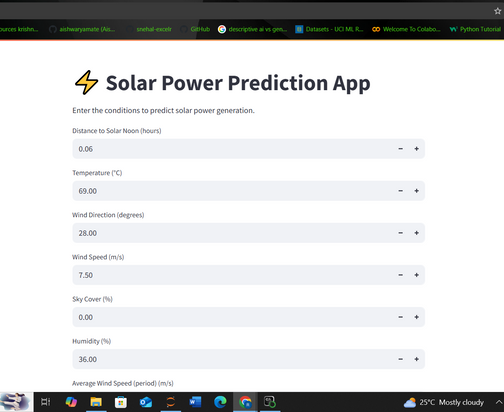 ources krishn...
aishwaryamate (Ais...
snehal-excelr
GitHub
descriptive ai vs gen...
Datasets - UCI ML R...
Welcome To Colabo...
Python Tutorial
Solar Power Prediction App
Enter the conditions to predict solar power generation.
Distance to Solar Noon (hours)
0.06
Temperature (°C)
69.00
Wind Direction (degrees)
28.00
Wind Speed (m/s)
7.50
Sky Cover (%)
0.00
Humidity (%)
36.00
Average Wind Speed (period) (m/s)
25°C Mostly cloudy